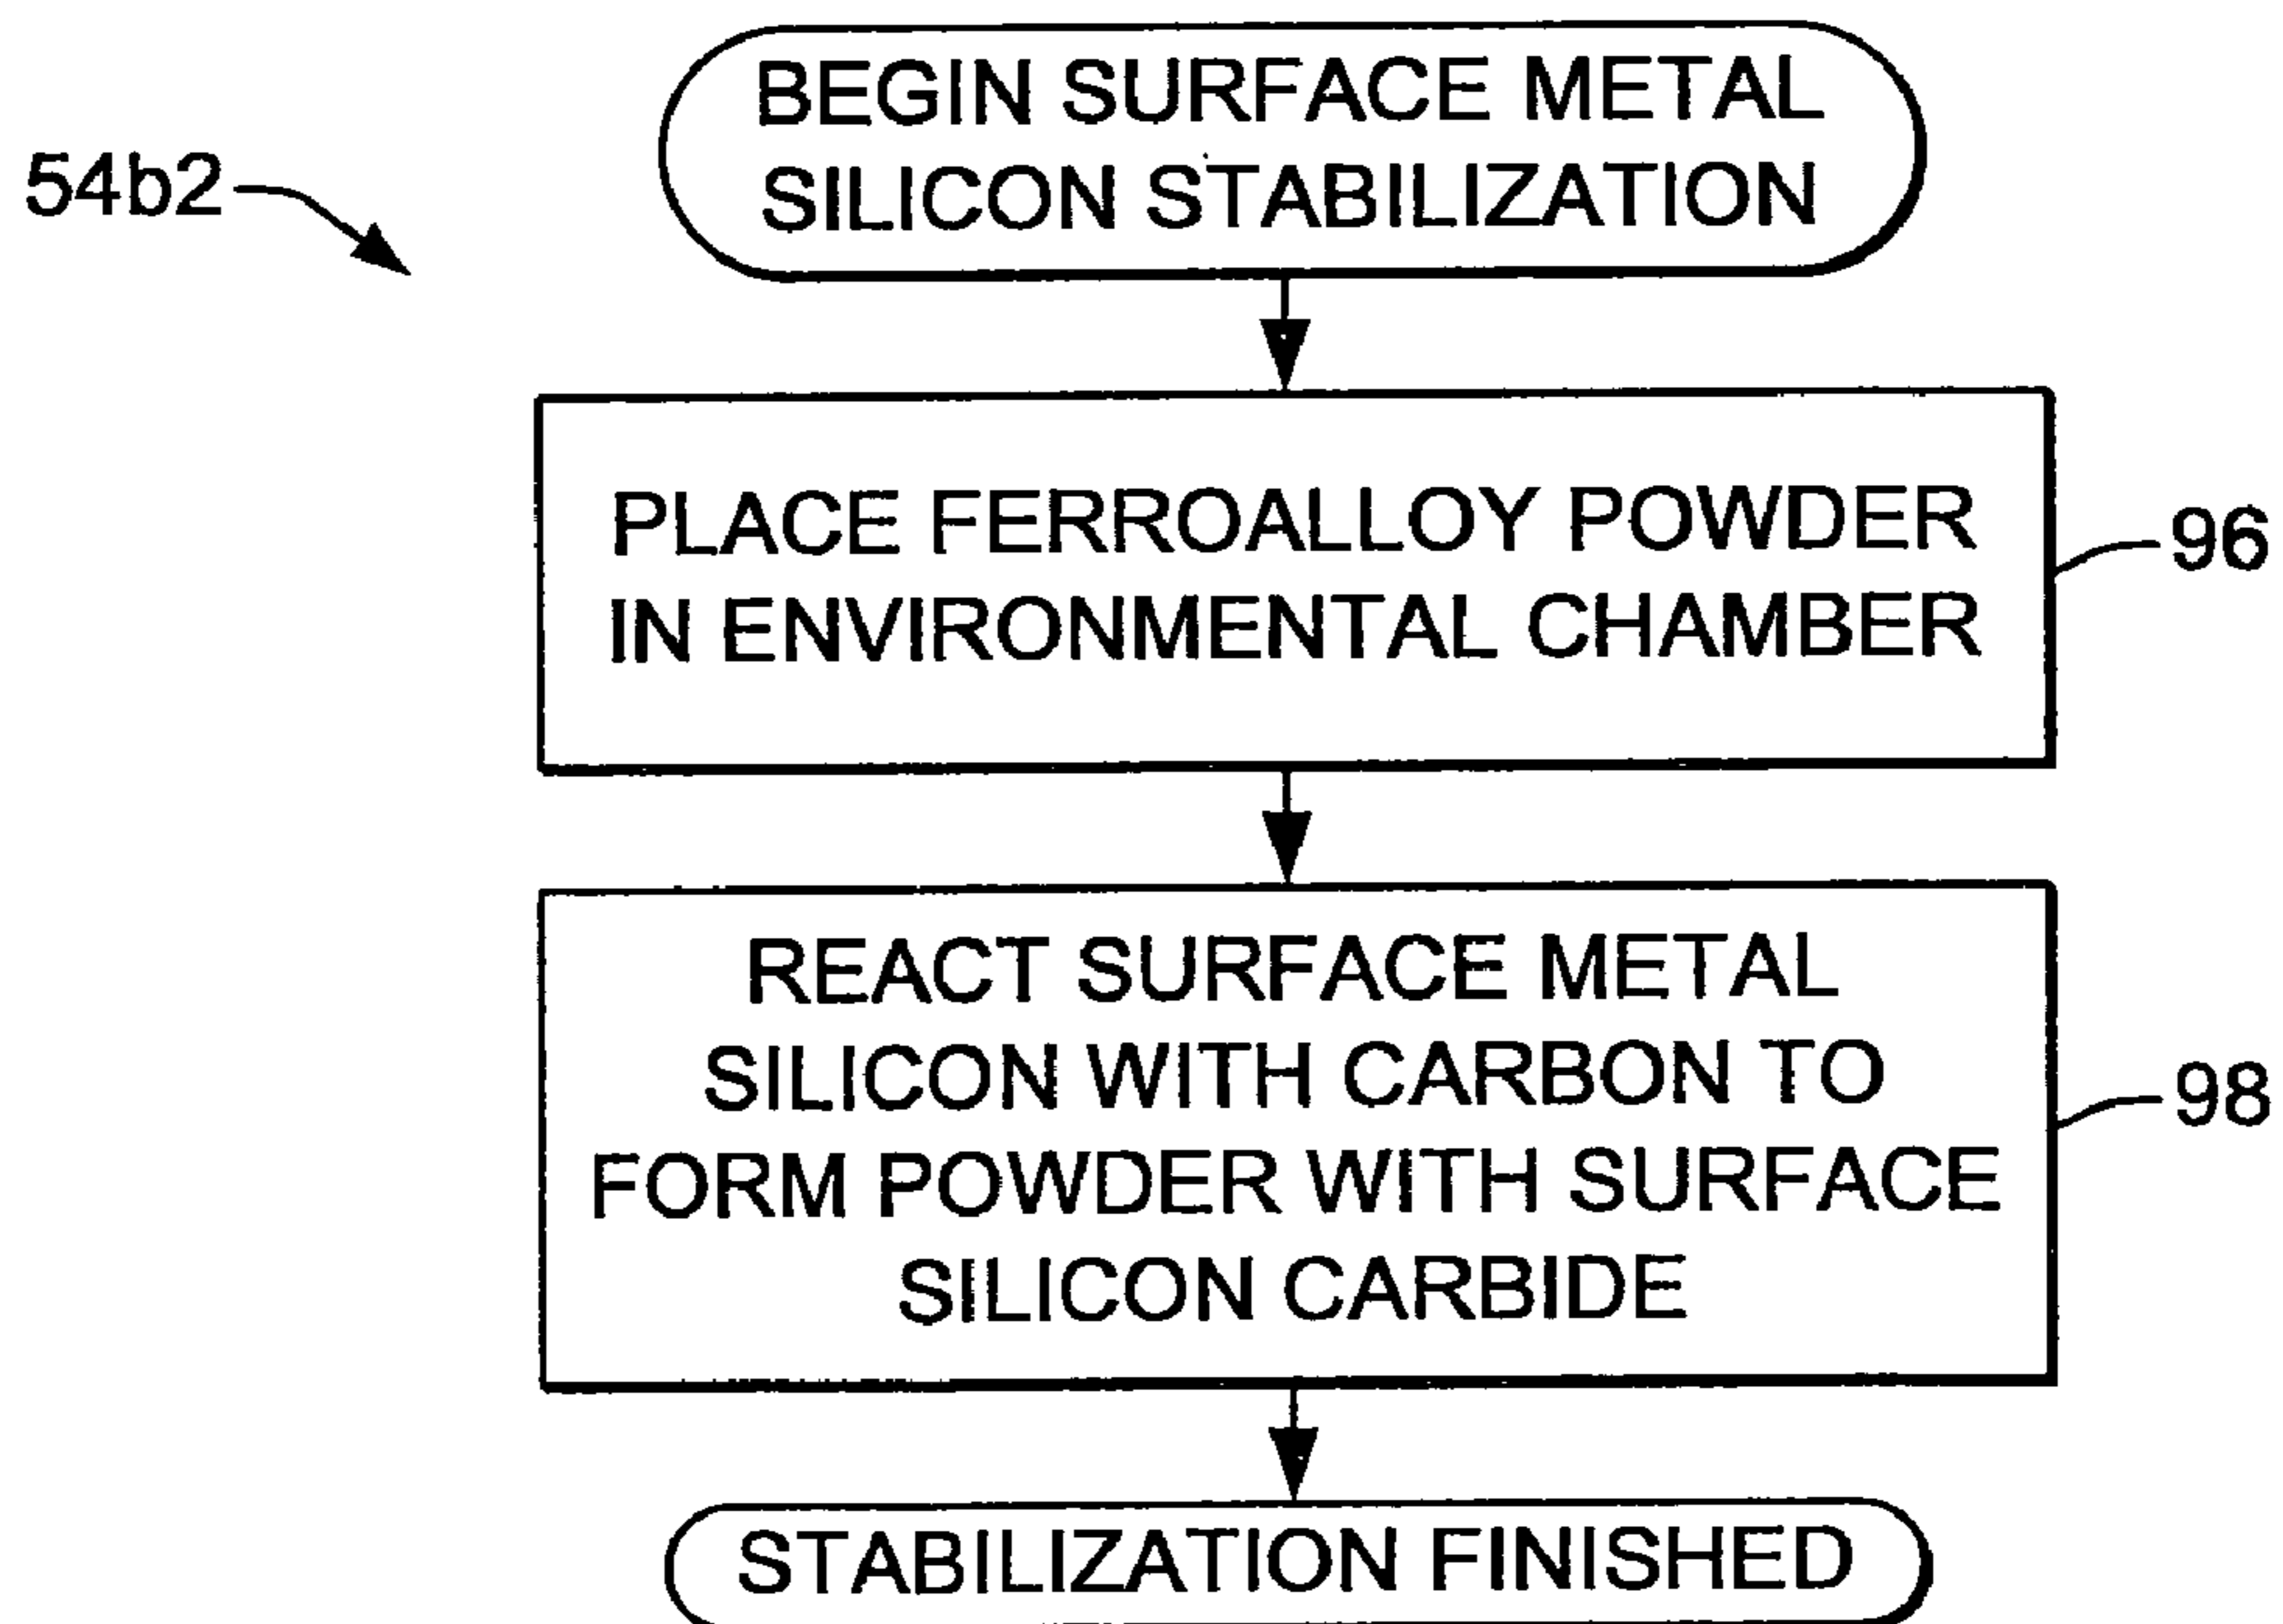 BEGIN SURFACE METAL
SILICON STABILIZATION
54b2
PLACE FERROALLOY POWDER
IN ENVIRONMENTAL CHAMBER
96
REACT SURFACE METAL
SILICON WITH CARBON TO
FORM POWDER WITH SURFACE
SILICON CARBIDE
98
STABILIZATION FINISHED